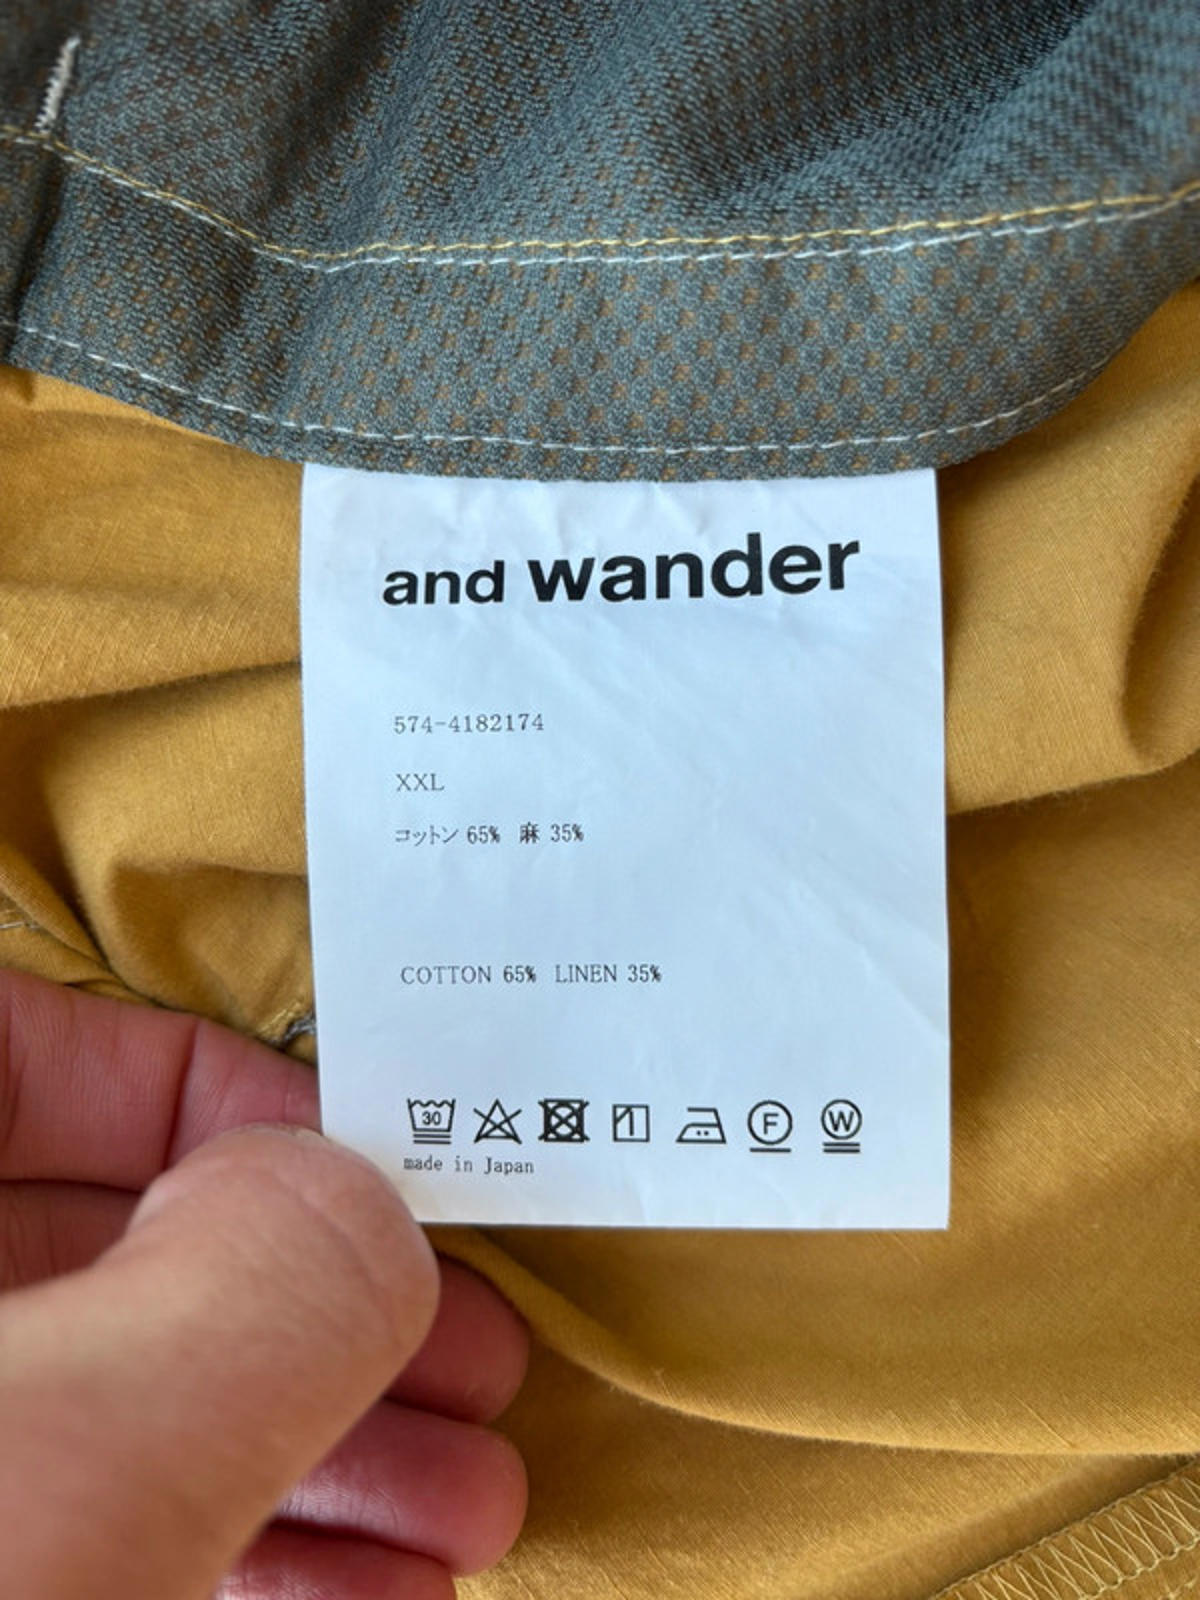 and wander
574-4182174
XXL
コットン 65% 麻 35%
COTTON 65% LINEN 35%
30 F W
made in Japan